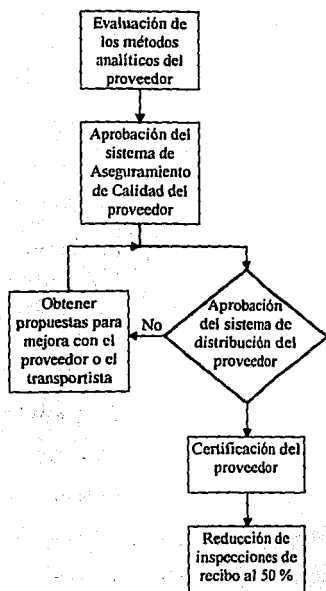 Evaluación de
los métodos
analíticos del
proveedor
Aprobación del
sistema de
Aseguramiento
de Calidad del
proveedor
Obtener
propuestas para
mejora con el
proveedor o el
transportista
No
Aprobación
del sistema de
distribución del
proveedor
Certificación del
proveedor
Reducción de
inspecciones de
recibo al 50 %